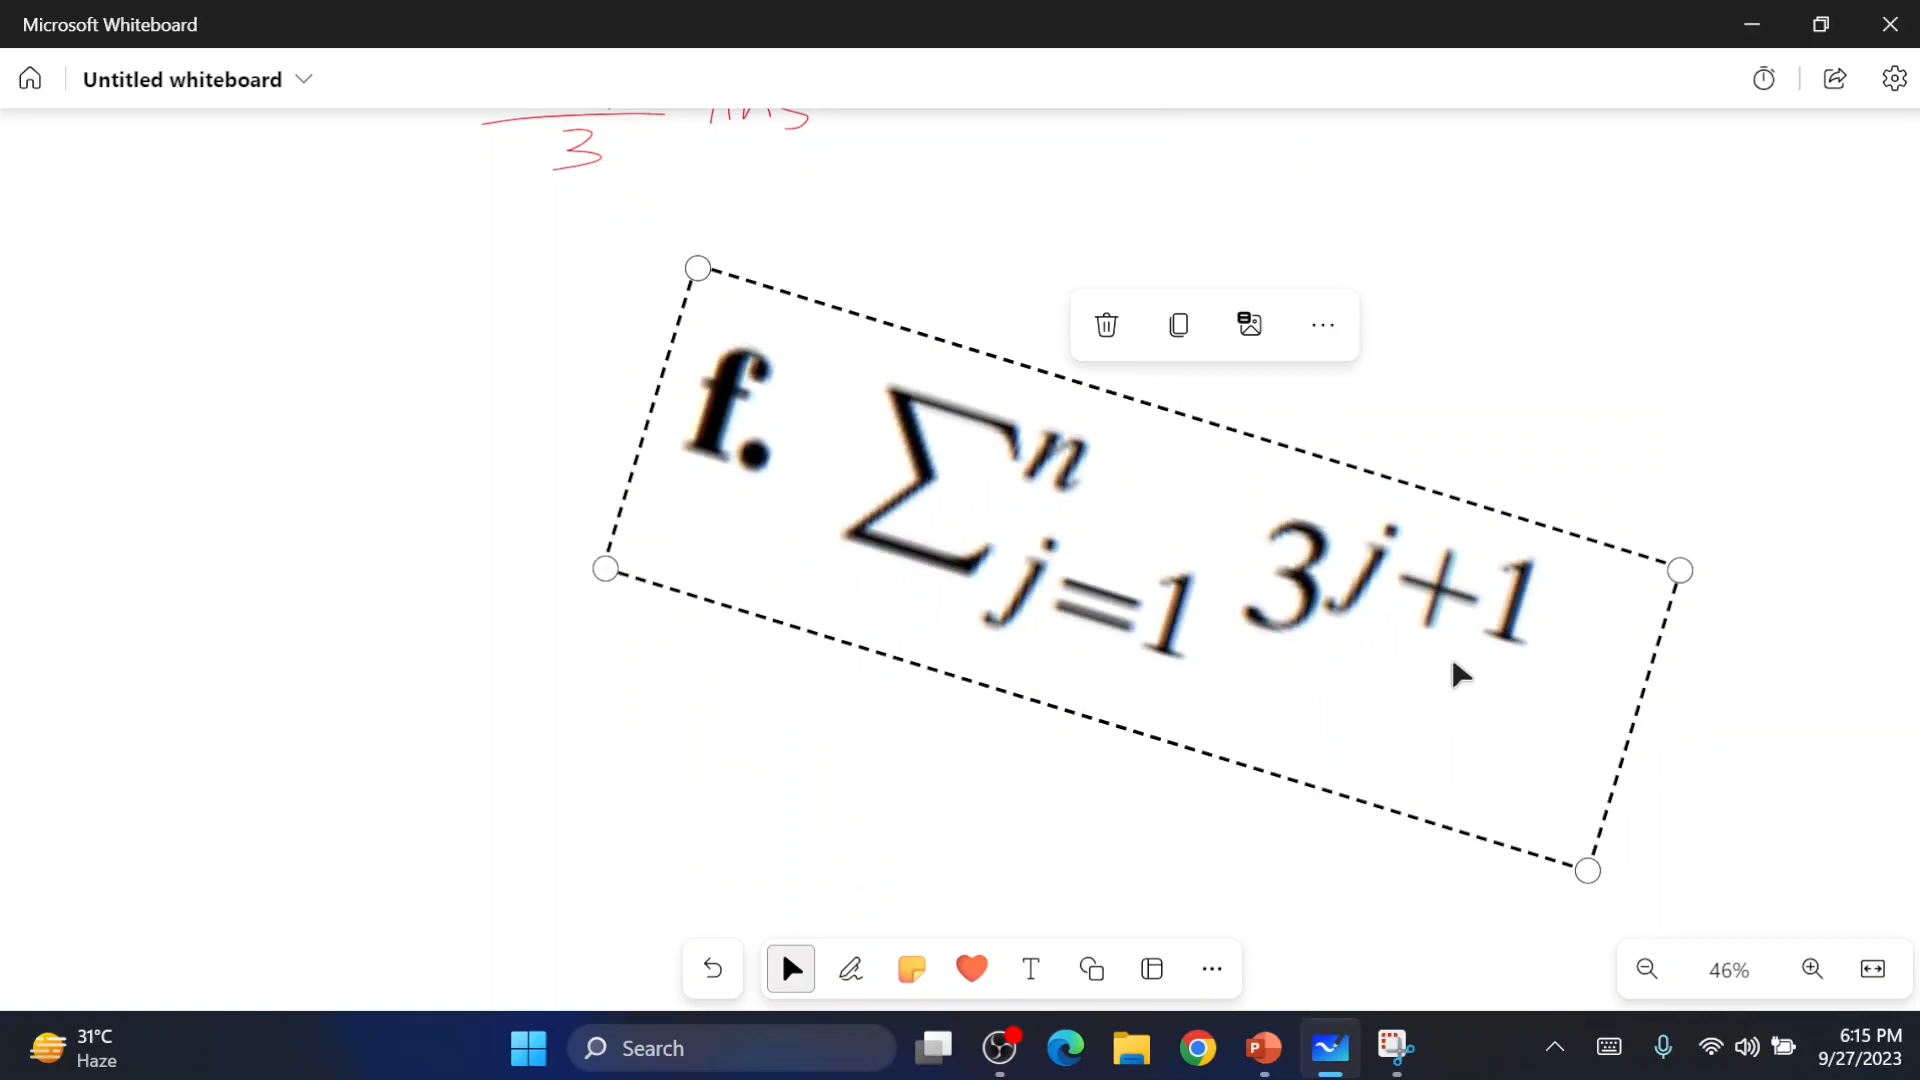 Microsoft Whiteboard
Untitled whiteboard
3
Ans
f. ∑ⁿⱼ₌₁ 3ʲ⁺¹
T
46%
31°C
Haze
Search
P
6:15 PM
9/27/2023